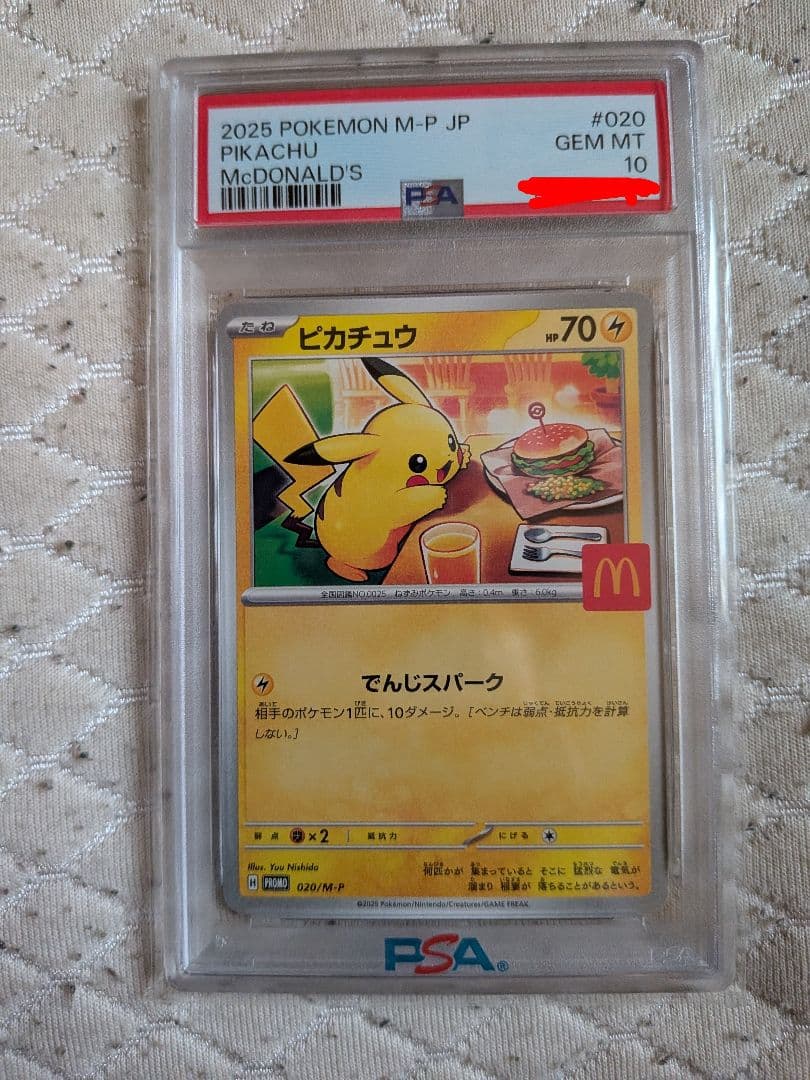 2025 POKEMON M-P JP
#020
PIKACHU
GEM MT
McDONALD'S
10
PSA
たね
ピカチュウ
HP70
全国図鑑NO.0025 ねずみポケモン 高さ:0.4m 重さ:6.0kg
でんじスパーク
相手のポケモン1匹に、10ダメージ。[ベンチは弱点・抵抗力を計算
しない。]
弱点 ×2 抵抗力 にげる
Illus. You Nishida
何匹かが 集まっていると そこに 猛烈な 電気が
溜まり 稲妻が 落ちることがあるという。
PROMO 020/M-P
©2025 Pokémon/Nintendo/Creatures/GAME FREAK.
PSA®